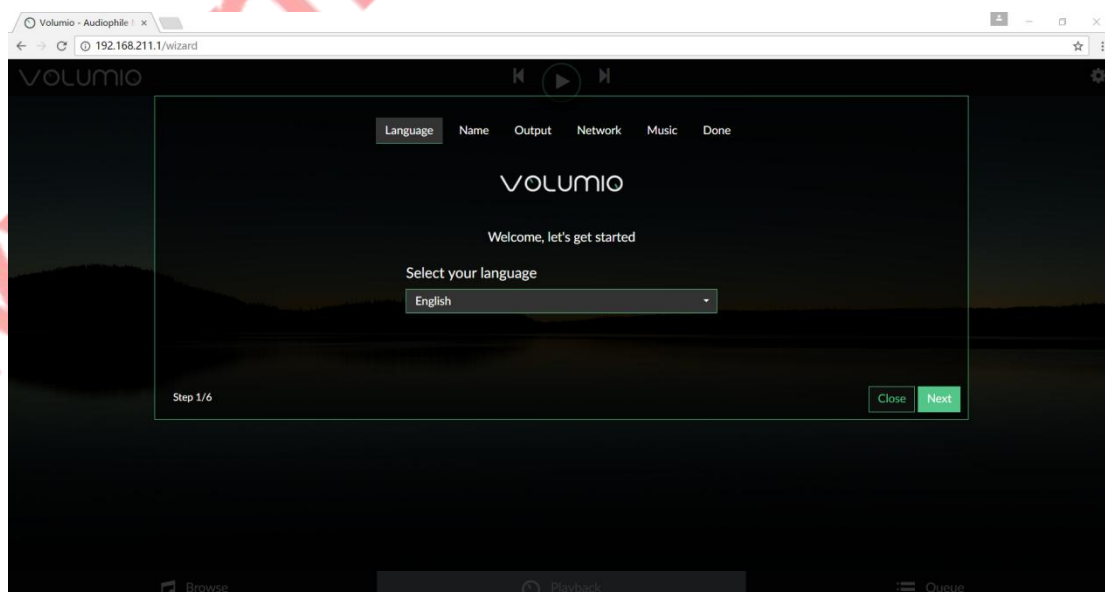 Volumio - Audiophile
192.168.211.1/wizard
VOLUMIO
Language Name Output Network Music Done
VOLUMIO
Welcome, let's get started
Select your language
English
Step 1/6
Close Next
Browse Playback Queue